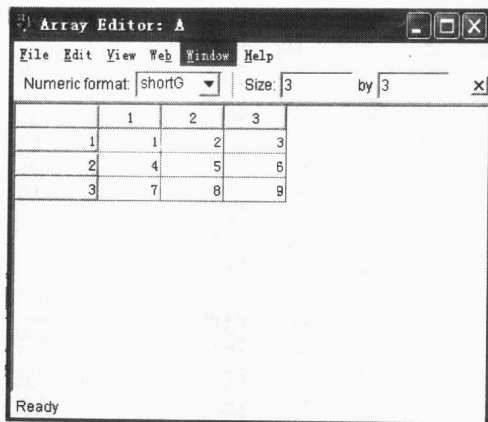 Array Editor: A
File Edit View Web Window Help
Numeric format: shortG Size: 3 by 3
1 2 3
1 1 2 3
2 4 5 6
3 7 8 9
Ready